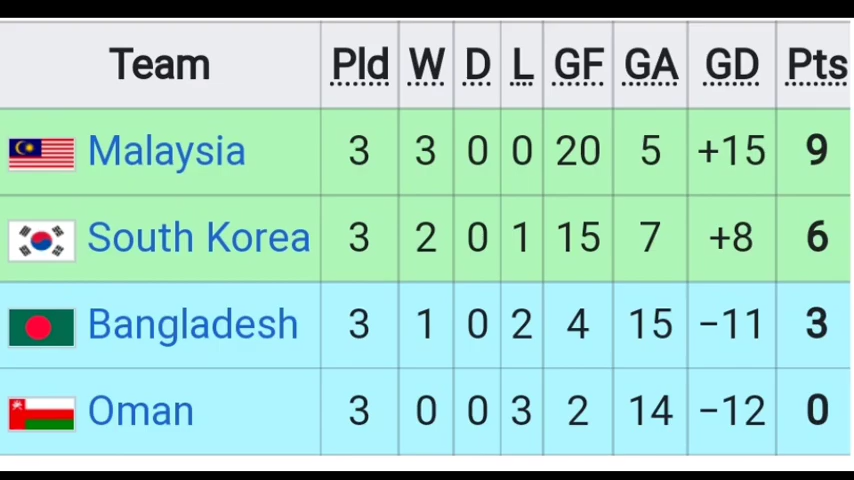 Team Pld W D L GF GA GD Pts
Malaysia 3 3 0 0 20 5 +15 9
South Korea 3 2 0 1 15 7 +8 6
Bangladesh 3 1 0 2 4 15 −11 3
Oman 3 0 0 3 2 14 −12 0